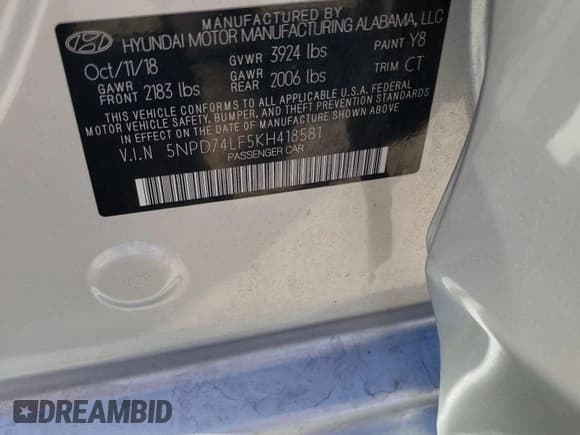 MANUFACTURED BY
HYUNDAI MOTOR MANUFACTURING ALABAMA, LLC
Oct/11/18 GVWR 3924 lbs PAINT Y8
GAWR FRONT 2183 lbs GAWR REAR 2006 lbs TRIM CT
THIS VEHICLE CONFORMS TO ALL APPLICABLE U.S.A. FEDERAL
MOTOR VEHICLE SAFETY, BUMPER, AND THEFT PREVENTION STANDARDS
IN EFFECT ON THE DATE OF MANUFACTURE SHOWN ABOVE.
V.I.N 5NPD74LF5KH418581 U.S.A
PASSENGER CAR
DREAMBID